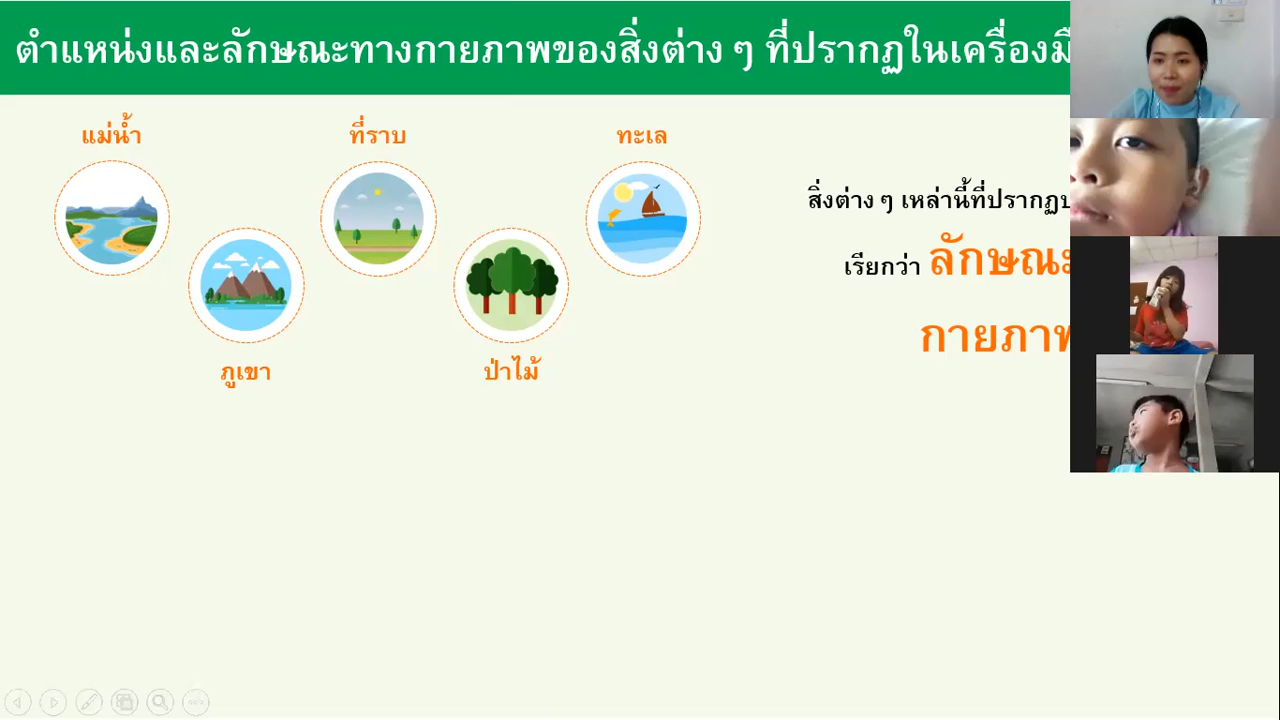 ตำแหน่งและลักษณะทางกายภาพของสิ่งต่าง ๆ ที่ปรากฏในเครื่องมื
แม่น้ำ
ที่ราบ
ทะเล
ภูเขา
ป่าไม้
สิ่งต่าง ๆ เหล่านี้ที่ปรากฏ
เรียกว่า ลักษณะ
กายภาพ